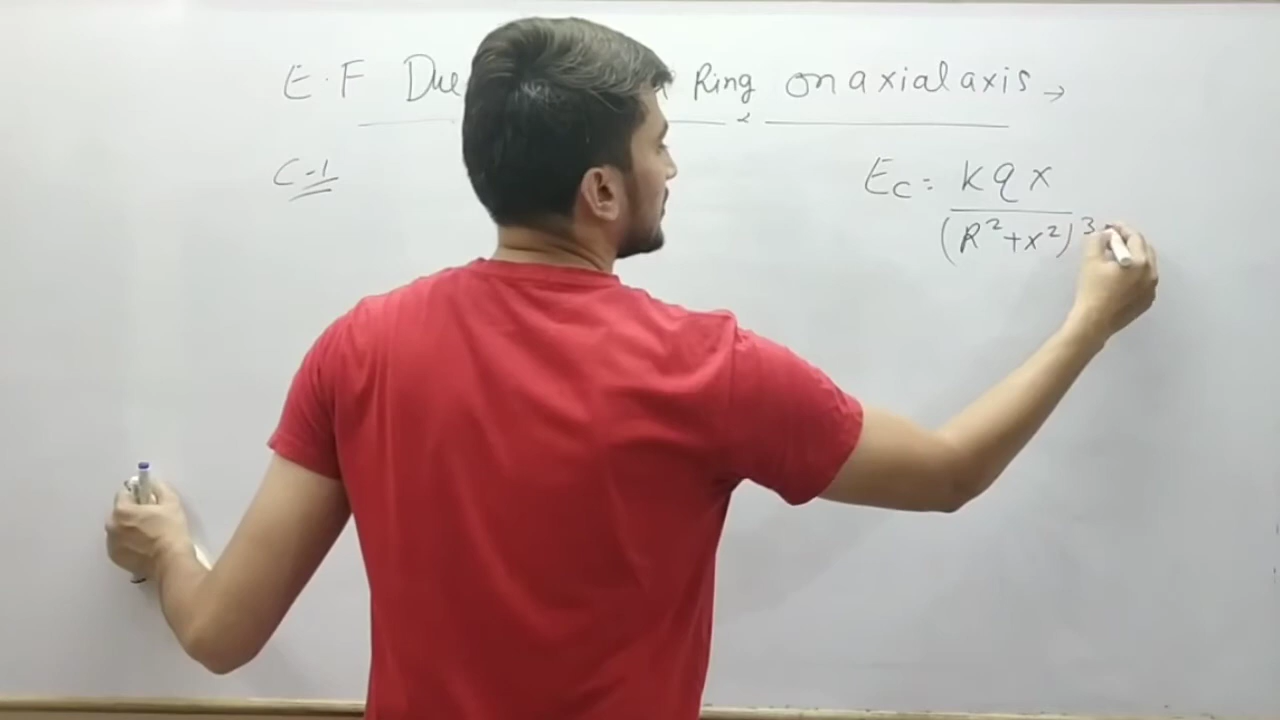 E.F Due Ring on axial axis →
C-1
Ec = kqx
(R²+x²)³